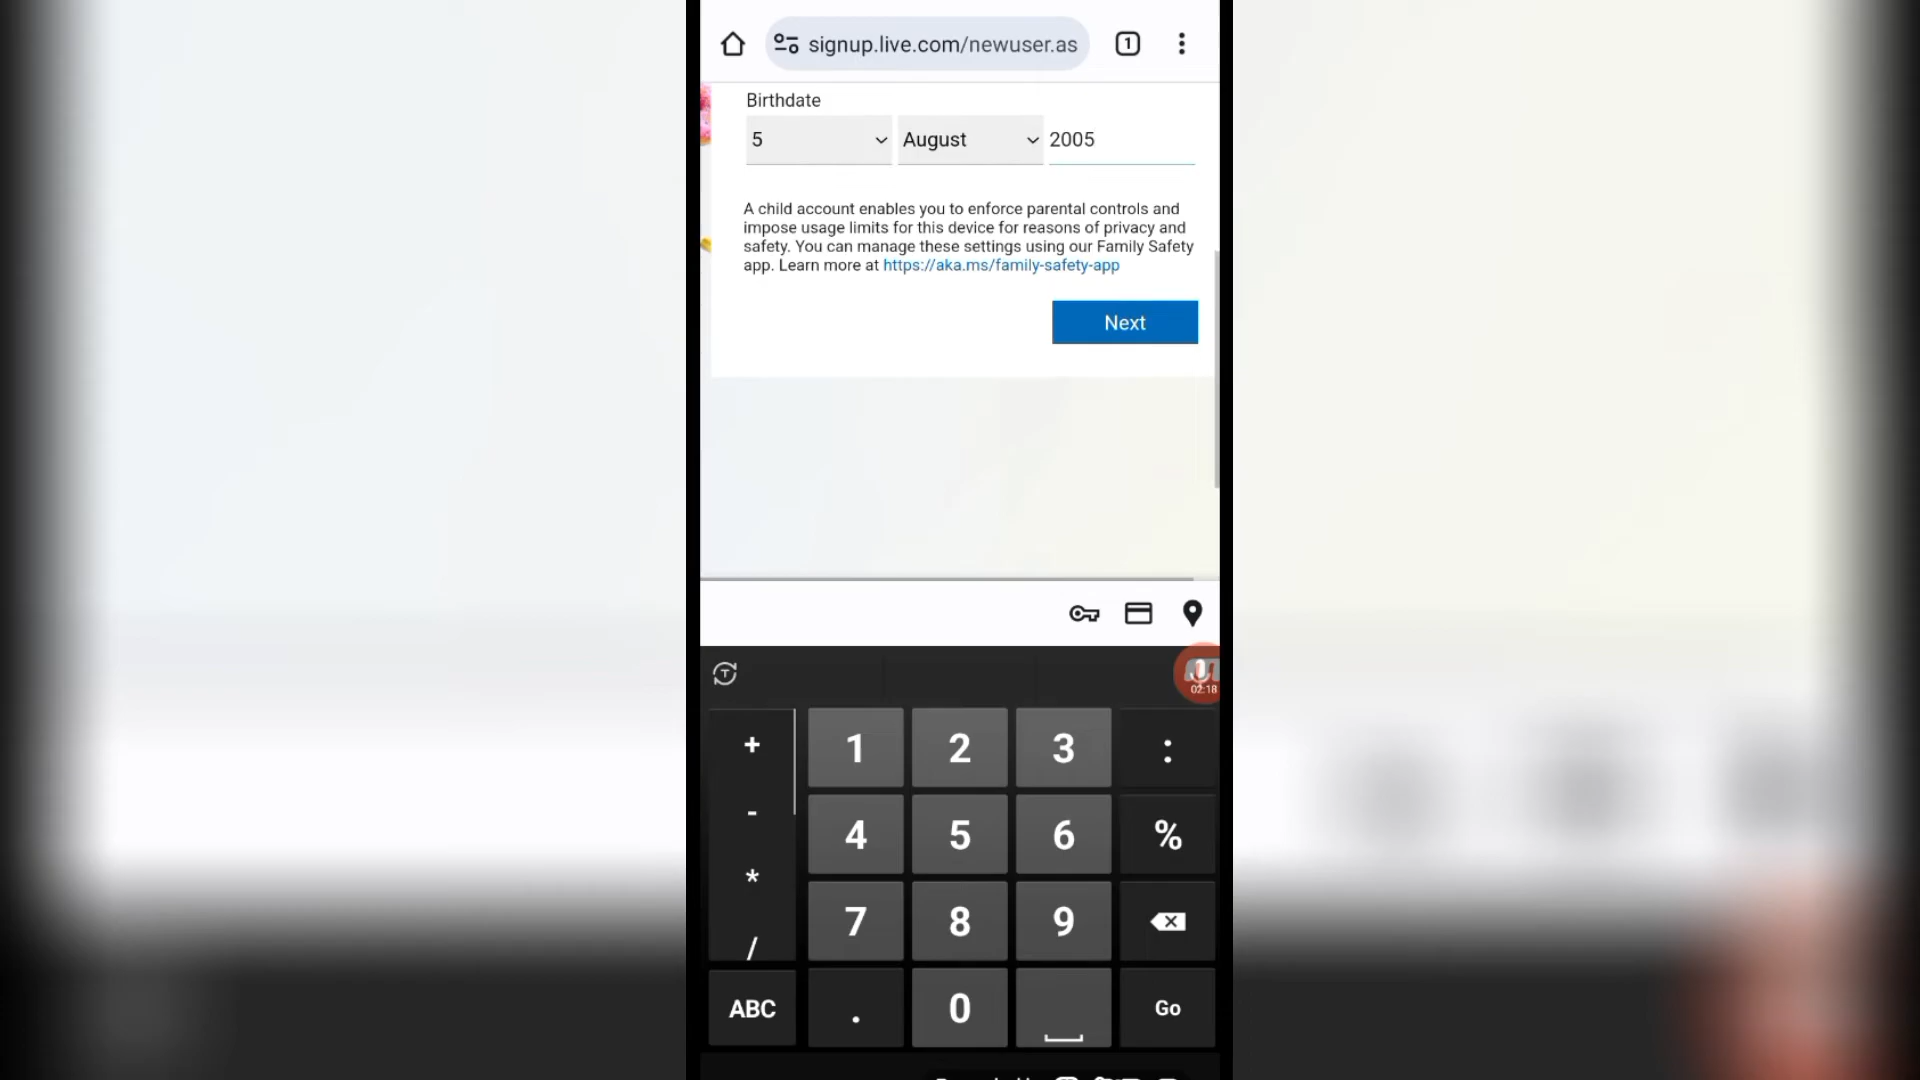 signup.live.com/newuser.as
1
Birthdate
5 August 2005
A child account enables you to enforce parental controls and
impose usage limits for this device for reasons of privacy and
safety. You can manage these settings using our Family Safety
app. Learn more at https://aka.ms/family-safety-app
Next
02:18
+ 1 2 3 :
- 4 5 6 %
* 7 8 9
/
ABC . 0 Go